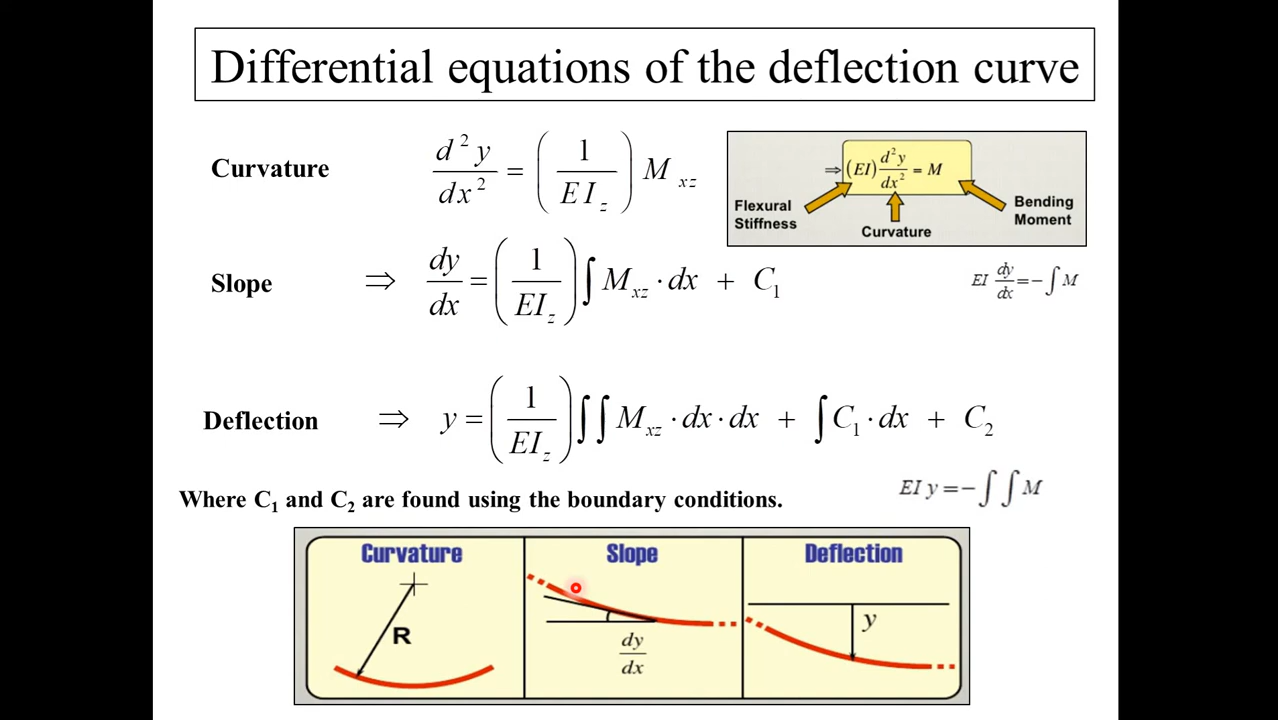 Differential equations of the deflection curve
Curvature d²y/dx² = (1/EI_z) M_xz
⇒ (EI) d²y/dx² = M
Flexural Stiffness
Curvature
Bending Moment
Slope ⇒ dy/dx = (1/EI_z) ∫ M_xz · dx + C₁
EI dy/dx = − ∫ M
Deflection ⇒ y = (1/EI_z) ∫∫ M_xz · dx · dx + ∫ C₁ · dx + C₂
EI y = − ∫ ∫ M
Where C₁ and C₂ are found using the boundary conditions.
Curvature
R
Slope
dy/dx
Deflection
y